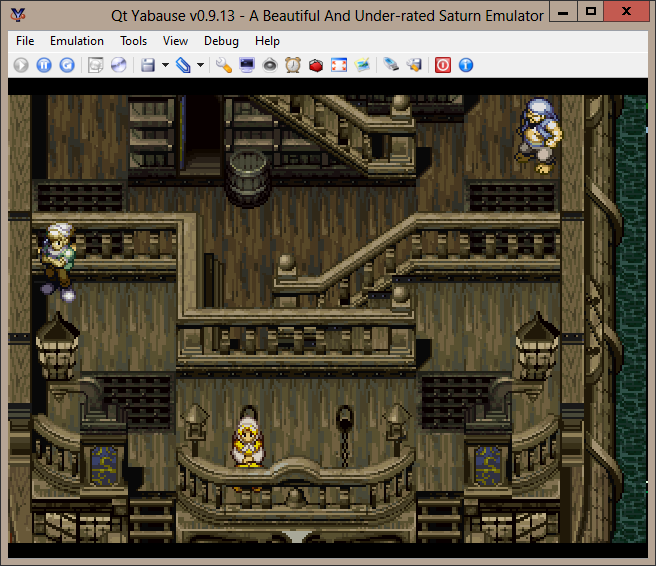 Qt Yabause v0.9.13 - A Beautiful And Under-rated Saturn Emulator
File Emulation Tools View Debug Help